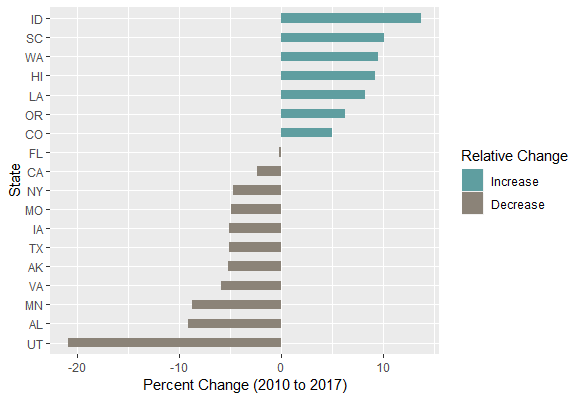 ID
SC
WA
HI
LA
OR
CO
FL
CA
NY
MO
IA
TX
AK
VA
MN
AL
UT
State
-20 -10 0 10
Percent Change (2010 to 2017)
Relative Change
Increase
Decrease